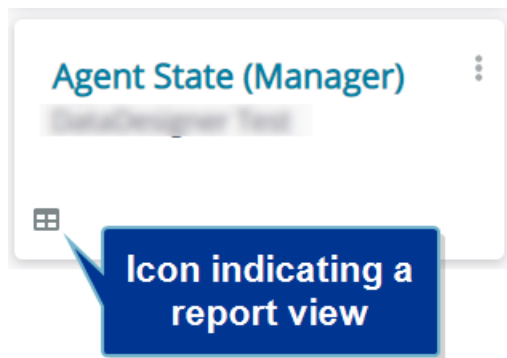 Agent State (Manager)
Icon indicating a
report view